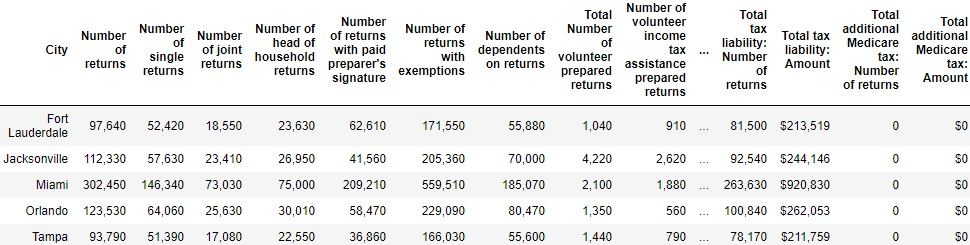 City Number of returns Number of single returns Number of joint returns Number of head of household returns Number of returns with paid preparer's signature Number of returns with exemptions Number of dependents on returns Total Number of volunteer prepared returns Number of volunteer income tax assistance prepared returns ... Total tax liability: Number of returns Total tax liability: Amount Total additional Medicare tax: Number of returns Total additional Medicare tax: Amount
Fort Lauderdale 97,640 52,420 18,550 23,630 62,610 171,550 55,880 1,040 910 ... 81,500 $213,519 0 $0
Jacksonville 112,330 57,630 23,410 26,950 41,560 205,360 70,000 4,220 2,620 ... 92,540 $244,146 0 $0
Miami 302,450 146,340 73,030 75,000 209,210 559,510 185,070 2,100 1,880 ... 263,630 $920,830 0 $0
Orlando 123,530 64,060 25,630 30,010 58,470 229,090 80,470 1,350 560 ... 100,840 $262,053 0 $0
Tampa 93,790 51,390 17,080 22,550 36,860 166,030 55,600 1,440 790 ... 78,170 $211,759 0 $0